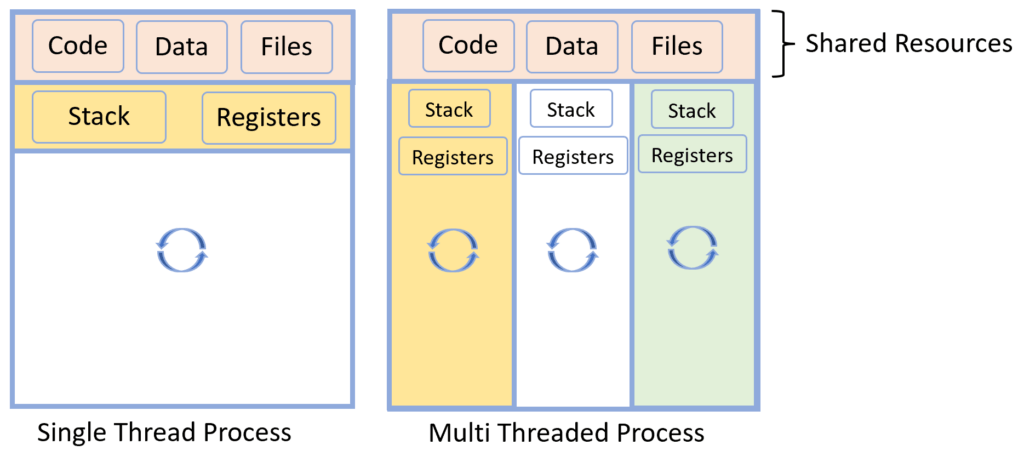 Code Data Files
Stack Registers
Single Thread Process
Code Data Files
Shared Resources
Stack Stack Stack
Registers Registers Registers
Multi Threaded Process